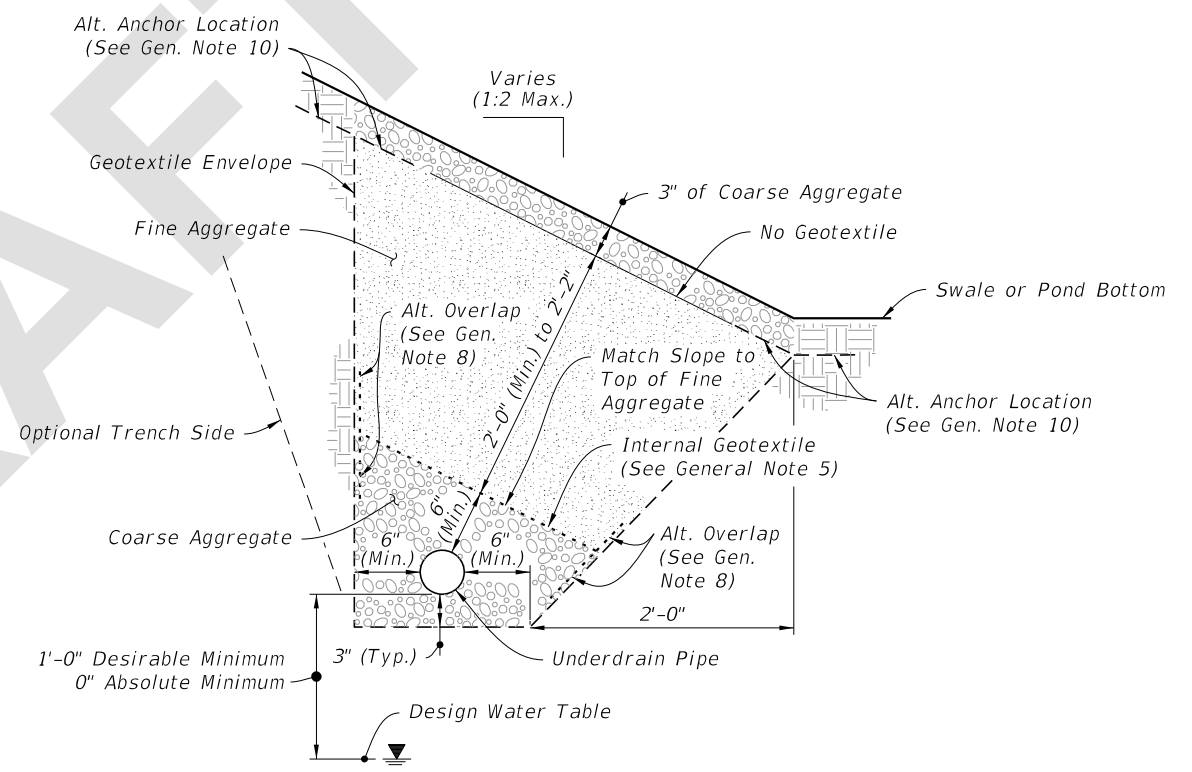 Alt. Anchor Location
(See Gen. Note 10)
Varies
(1:2 Max.)
Geotextile Envelope
3" of Coarse Aggregate
Fine Aggregate
No Geotextile
Swale or Pond Bottom
Alt. Overlap
(See Gen.
Note 8)
2'-0" (Min.) to 2'-2"
Match Slope to
Top of Fine
Aggregate
Alt. Anchor Location
(See Gen. Note 10)
Optional Trench Side
Internal Geotextile
(See General Note 5)
6"
(Min.)
Coarse Aggregate
6"
(Min.)
6"
(Min.)
Alt. Overlap
(See Gen.
Note 8)
2'-0"
1'-0" Desirable Minimum
0" Absolute Minimum
3" (Typ.)
Underdrain Pipe
Design Water Table